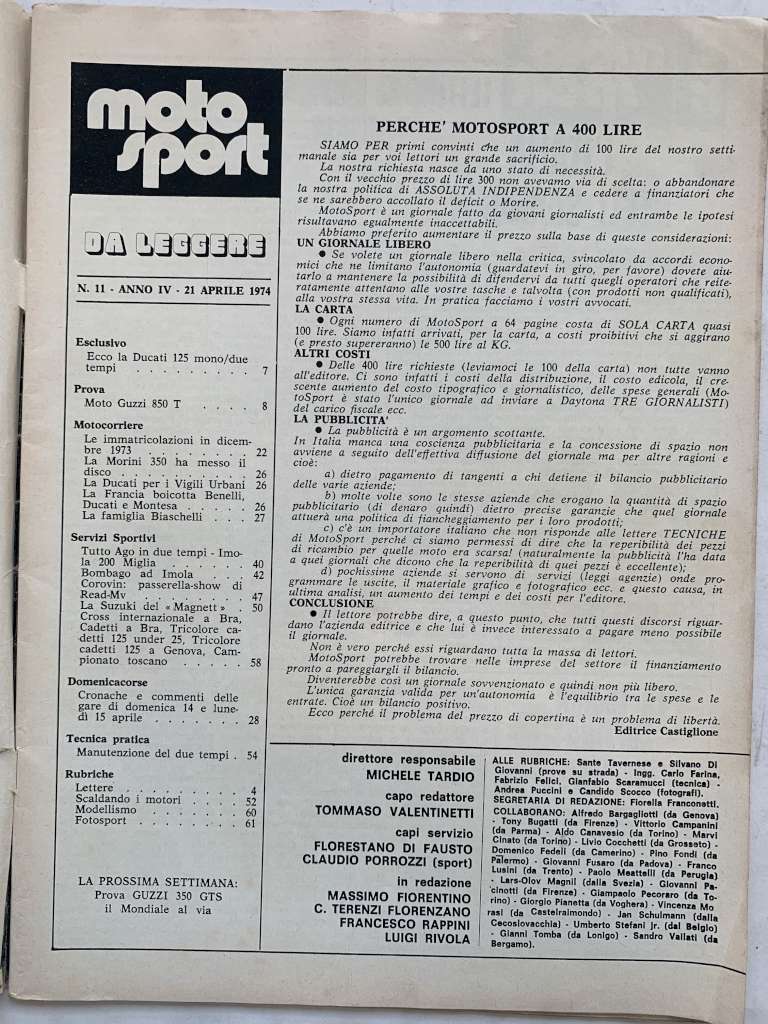 moto
sport
DA LEGGERE
N. 11 - ANNO IV - 21 APRILE 1974
Esclusivo
Ecco la Ducati 125 mono/due
tempi . . . . . . . . 7
Prova
Moto Guzzi 850 T . . . . 8
Motocorriere
Le immatricolazioni in dicem-
bre 1973 . . . . . . . 22
La Morini 350 ha messo il
disco . . . . . . . . . 26
La Ducati per i Vigili Urbani 26
La Francia boicotta Benelli,
Ducati e Montesa . . . . . 26
La famiglia Biaschelli . . . 27
Servizi Sportivi
Tutto Ago in due tempi - Imo-
la 200 Miglia . . . . . . 40
Bombago ad Imola . . . . 42
Corovin: passerella-show di
Read-Mv . . . . . . . 47
La Suzuki del « Magnett » . 50
Cross internazionale a Bra,
Cadetti a Bra, Tricolore ca-
detti 125 under 25, Tricolore
cadetti 125 a Genova, Cam-
pionato toscano . . . . . 58
Domenicacorse
Cronache e commenti delle
gare di domenica 14 e lune-
dì 15 aprile . . . . . . . 28
Tecnica pratica
Manutenzione del due tempi . 54
Rubriche
Lettere . . . . . . . . . 4
Scaldando i motori . . . . 52
Modellismo . . . . . . . 60
Fotosport . . . . . . . . 61
LA PROSSIMA SETTIMANA:
Prova GUZZI 350 GTS
il Mondiale al via
PERCHE' MOTOSPORT A 400 LIRE
SIAMO PER primi convinti che un aumento di 100 lire del nostro setti-
manale sia per voi lettori un grande sacrificio.
La nostra richiesta nasce da uno stato di necessità.
Con il vecchio prezzo di lire 300 non avevamo via di scelta: o abbandonare
la nostra politica di ASSOLUTA INDIPENDENZA e cedere a finanziatori che
se ne sarebbero accollato il deficit o Morire.
MotoSport è un giornale fatto da giovani giornalisti ed entrambe le ipotesi
risultavano egualmente inaccettabili.
Abbiamo preferito aumentare il prezzo sulla base di queste considerazioni:
UN GIORNALE LIBERO
● Se volete un giornale libero nella critica, svincolato da accordi econo-
mici che ne limitano l'autonomia (guardatevi in giro, per favore) dovete aiu-
tarlo a mantenere la possibilità di difendervi da tutti quegli operatori che reite-
ratamente attentano alle vostre tasche e talvolta (con prodotti non qualificati),
alla vostra stessa vita. In pratica facciamo i vostri avvocati.
LA CARTA
● Ogni numero di MotoSport a 64 pagine costa di SOLA CARTA quasi
100 lire. Siamo infatti arrivati, per la carta, a costi proibitivi che si aggirano
(e presto supereranno) le 500 lire al KG.
ALTRI COSTI
● Delle 400 lire richieste (leviamoci le 100 della carta) non tutte vanno
all'editore. Ci sono infatti i costi della distribuzione, il costo edicola, il cre-
scente aumento del costo tipografico e giornalistico, delle spese generali (Mo-
toSport è stato l'unico giornale ad inviare a Daytona TRE GIORNALISTI)
del carico fiscale ecc.
LA PUBBLICITA'
● La pubblicità è un argomento scottante.
In Italia manca una coscienza pubblicitaria e la concessione di spazio non
avviene a seguito dell'effettiva diffusione del giornale ma per altre ragioni e
cioè:
a) dietro pagamento di tangenti a chi detiene il bilancio pubblicitario
delle varie aziende;
b) molte volte sono le stesse aziende che erogano la quantità di spazio
pubblicitario (di denaro quindi) dietro precise garanzie che quel giornale
attuerà una politica di fiancheggiamento per i loro prodotti;
c) c'è un importatore italiano che non risponde alle lettere TECNICHE
di MotoSport perché ci siamo permessi di dire che la reperibilità dei pezzi
di ricambio per quelle moto era scarsa! (naturalmente la pubblicità l'ha data
a quei giornali che dicono che la reperibilità di quei pezzi è eccellente);
d) pochissime aziende si servono di servizi (leggi agenzie) onde pro-
grammare le uscite, il materiale grafico e fotografico ecc. e questo causa, in
ultima analisi, un aumento dei tempi e dei costi per l'editore.
CONCLUSIONE
● Il lettore potrebbe dire, a questo punto, che tutti questi discorsi riguar-
dano l'azienda editrice e che lui è invece interessato a pagare meno possibile
il giornale.
Non è vero perché essi riguardano tutta la massa di lettori.
MotoSport potrebbe trovare nelle imprese del settore il finanziamento
pronto a pareggiargli il bilancio.
Diventerebbe così un giornale sovvenzionato e quindi non più libero.
L'unica garanzia valida per un'autonomia è l'equilibrio tra le spese e le
entrate. Cioè un bilancio positivo.
Ecco perché il problema del prezzo di copertina è un problema di libertà.
Editrice Castiglione
direttore responsabile
MICHELE TARDIO
capo redattore
TOMMASO VALENTINETTI
capi servizio
FLORESTANO DI FAUSTO
CLAUDIO PORROZZI (sport)
in redazione
MASSIMO FIORENTINO
C. TERENZI FLORENZANO
FRANCESCO RAPPINI
LUIGI RIVOLA
ALLE RUBRICHE: Sante Tavernese e Silvano Di
Giovanni (prove su strada) - Ing. Carlo Farina,
Fabrizio Felici, Gianfabio Scaramucci (tecnica) -
Andrea Puccini e Candido Scocco (fotografi).
SEGRETARIA DI REDAZIONE: Fiorella Franconetti.
COLLABORANO: Alfredo Bargagliotti (da Genova)
- Tony Bugatti (da Firenze) - Vittorio Campanini
(da Parma) - Aldo Canavesio (da Torino) - Marvi
Cinato (da Torino) - Livio Cocchetti (da Grosseto) -
Domenico Fedeli (da Camerino) - Pino Fondi (da
Palermo) - Giovanni Fusaro (da Padova) - Franco
Lusini (da Trento) - Paolo Meattelli (da Perugia)
- Lars-Olov Magnil (dalla Svezia) - Giovanni Pa-
cinotti (da Firenze) - Giampaolo Pecoraro (da To-
rino) - Giorgio Pianetta (da Voghera) - Vincenza Mo
rasi (da Castelraimondo) - Jan Schulmann (dalla
Cecoslovacchia) - Umberto Stefani jr. (dal Belgio)
- Gianni Tomba (da Lonigo) - Sandro Vailati (da
Bergamo).